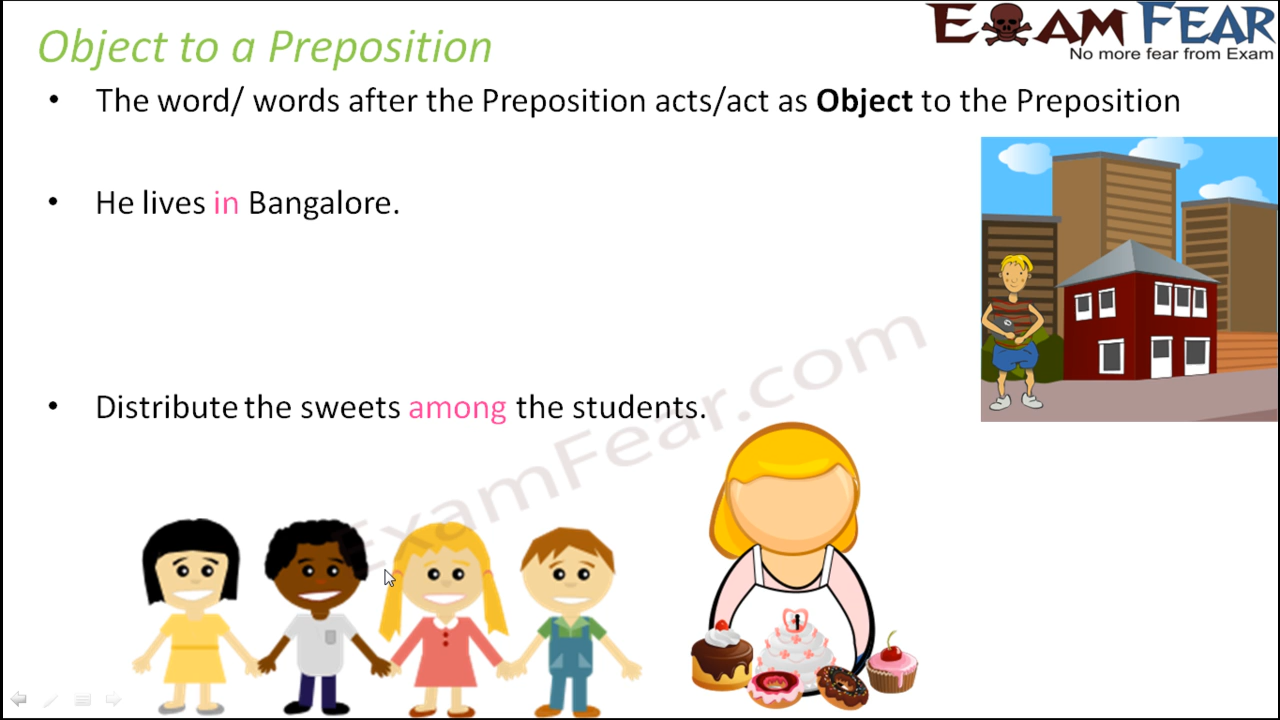 Object to a Preposition
EXAM FEAR
No more fear from Exam
• The word/ words after the Preposition acts/act as Object to the Preposition
• He lives in Bangalore.
• Distribute the sweets among the students.
ExamFear.com